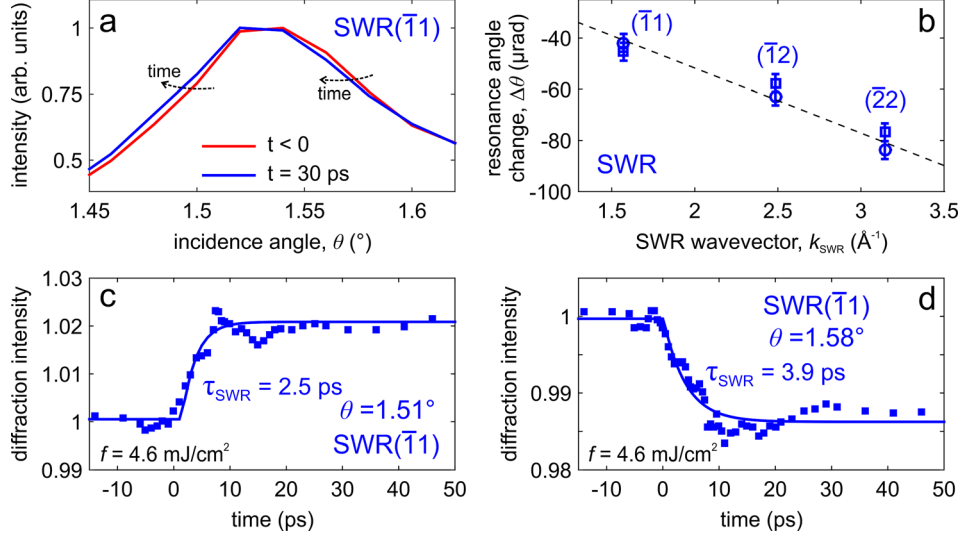 a
SWR(1̅1)
intensity (arb. units)
1
0.75
0.5
time
time
t < 0
t = 30 ps
1.45
1.5
1.55
1.6
incidence angle, θ (°)
b
resonance angle
change, Δθ (μrad)
-40
-60
-80
-100
(1̅1)
(1̅2)
(2̅2)
SWR
1.5
2
2.5
3
3.5
SWR wavevector, kSWR (Å-1)
c
diffraction intensity
1.03
1.02
1.01
1
0.99
τSWR = 2.5 ps
θ =1.51°
SWR(1̅1)
f = 4.6 mJ/cm2
-10
0
10
20
30
40
50
time (ps)
d
diffraction intensity
1
0.99
0.98
SWR(1̅1)
θ =1.58°
τSWR = 3.9 ps
f = 4.6 mJ/cm2
-10
0
10
20
30
40
50
time (ps)